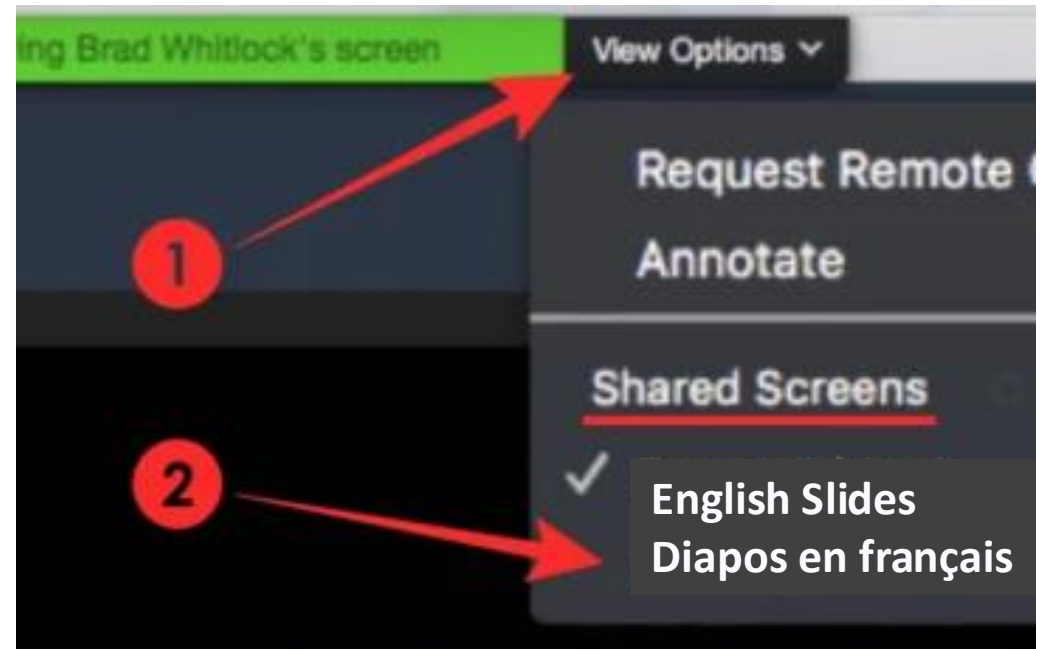 ing Brad Whitlock's screen
View Options
Request Remote
Annotate
1
Shared Screens
2
English Slides
Diapos en français